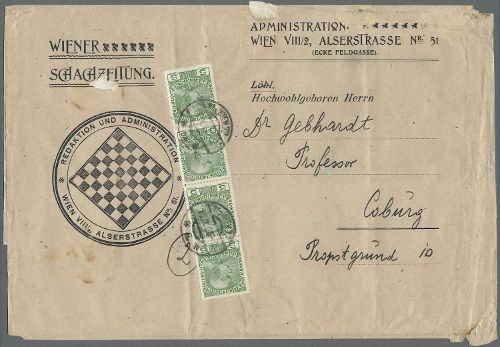 WIENER
SCHACHZEITUNG.
ADMINISTRATION.
WIEN VIII/2, ALSERSTRASSE No. 51
(ECKE FELDGASSE).
Löbl.
Hochwohlgeboren Herrn
Dr Gebhardt
Professor
Coburg
Propstgrund 10
REDAKTION UND ADMINISTRATION
WIEN VIII/2, ALSERSTRASSE No. 51.